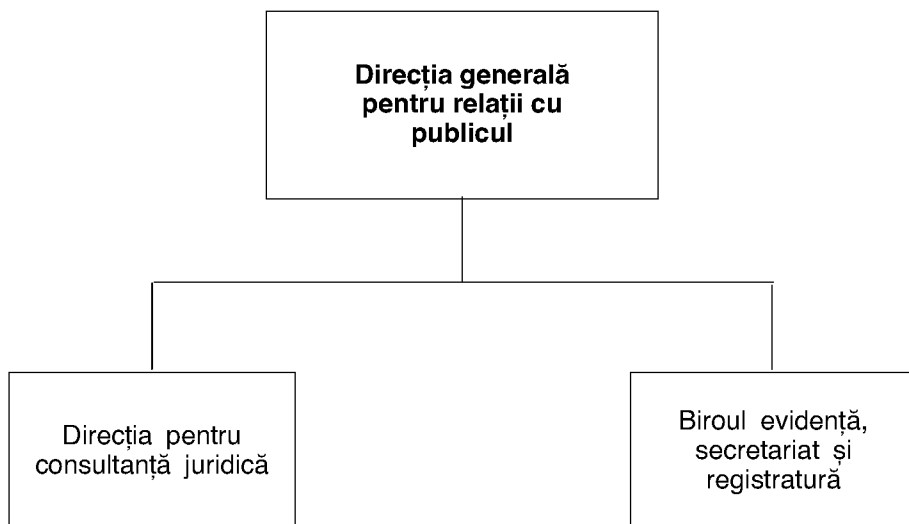 Direcția generală
pentru relații cu
publicul
Direcția pentru
consultanță juridică
Biroul evidență,
secretariat și
registratură